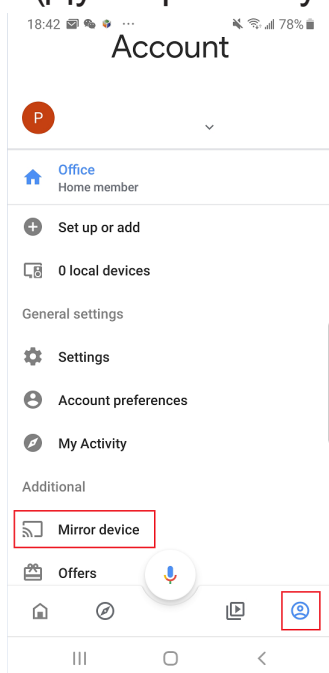 18:42 78%
Account
P
Office
Home member
Set up or add
0 local devices
General settings
Settings
Account preferences
My Activity
Additional
Mirror device
Offers